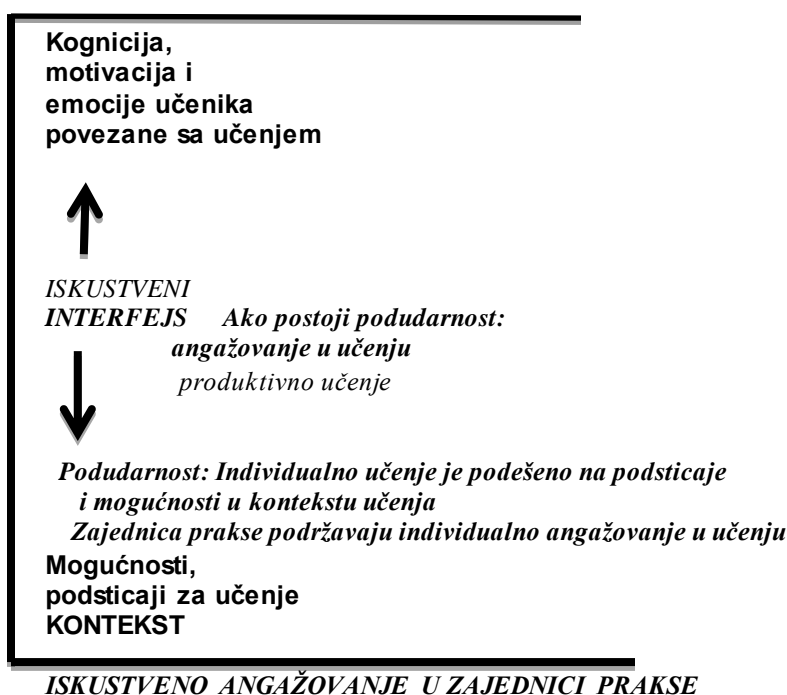 Kognicija,
motivacija i
emocije učenika
povezane sa učenjem
ISKUSTVENI
INTERFEJS Ako postoji podudarnost:
angažovanje u učenju
produktivno učenje
Podudarnost: Individualno učenje je podešeno na podsticaje
i mogućnosti u kontekstu učenja
Zajednica prakse podržavaju individualno angažovanje u učenju
Mogućnosti,
podsticaji za učenje
KONTEKST
ISKUSTVENO ANGAŽOVANJE U ZAJEDNICI PRAKSE